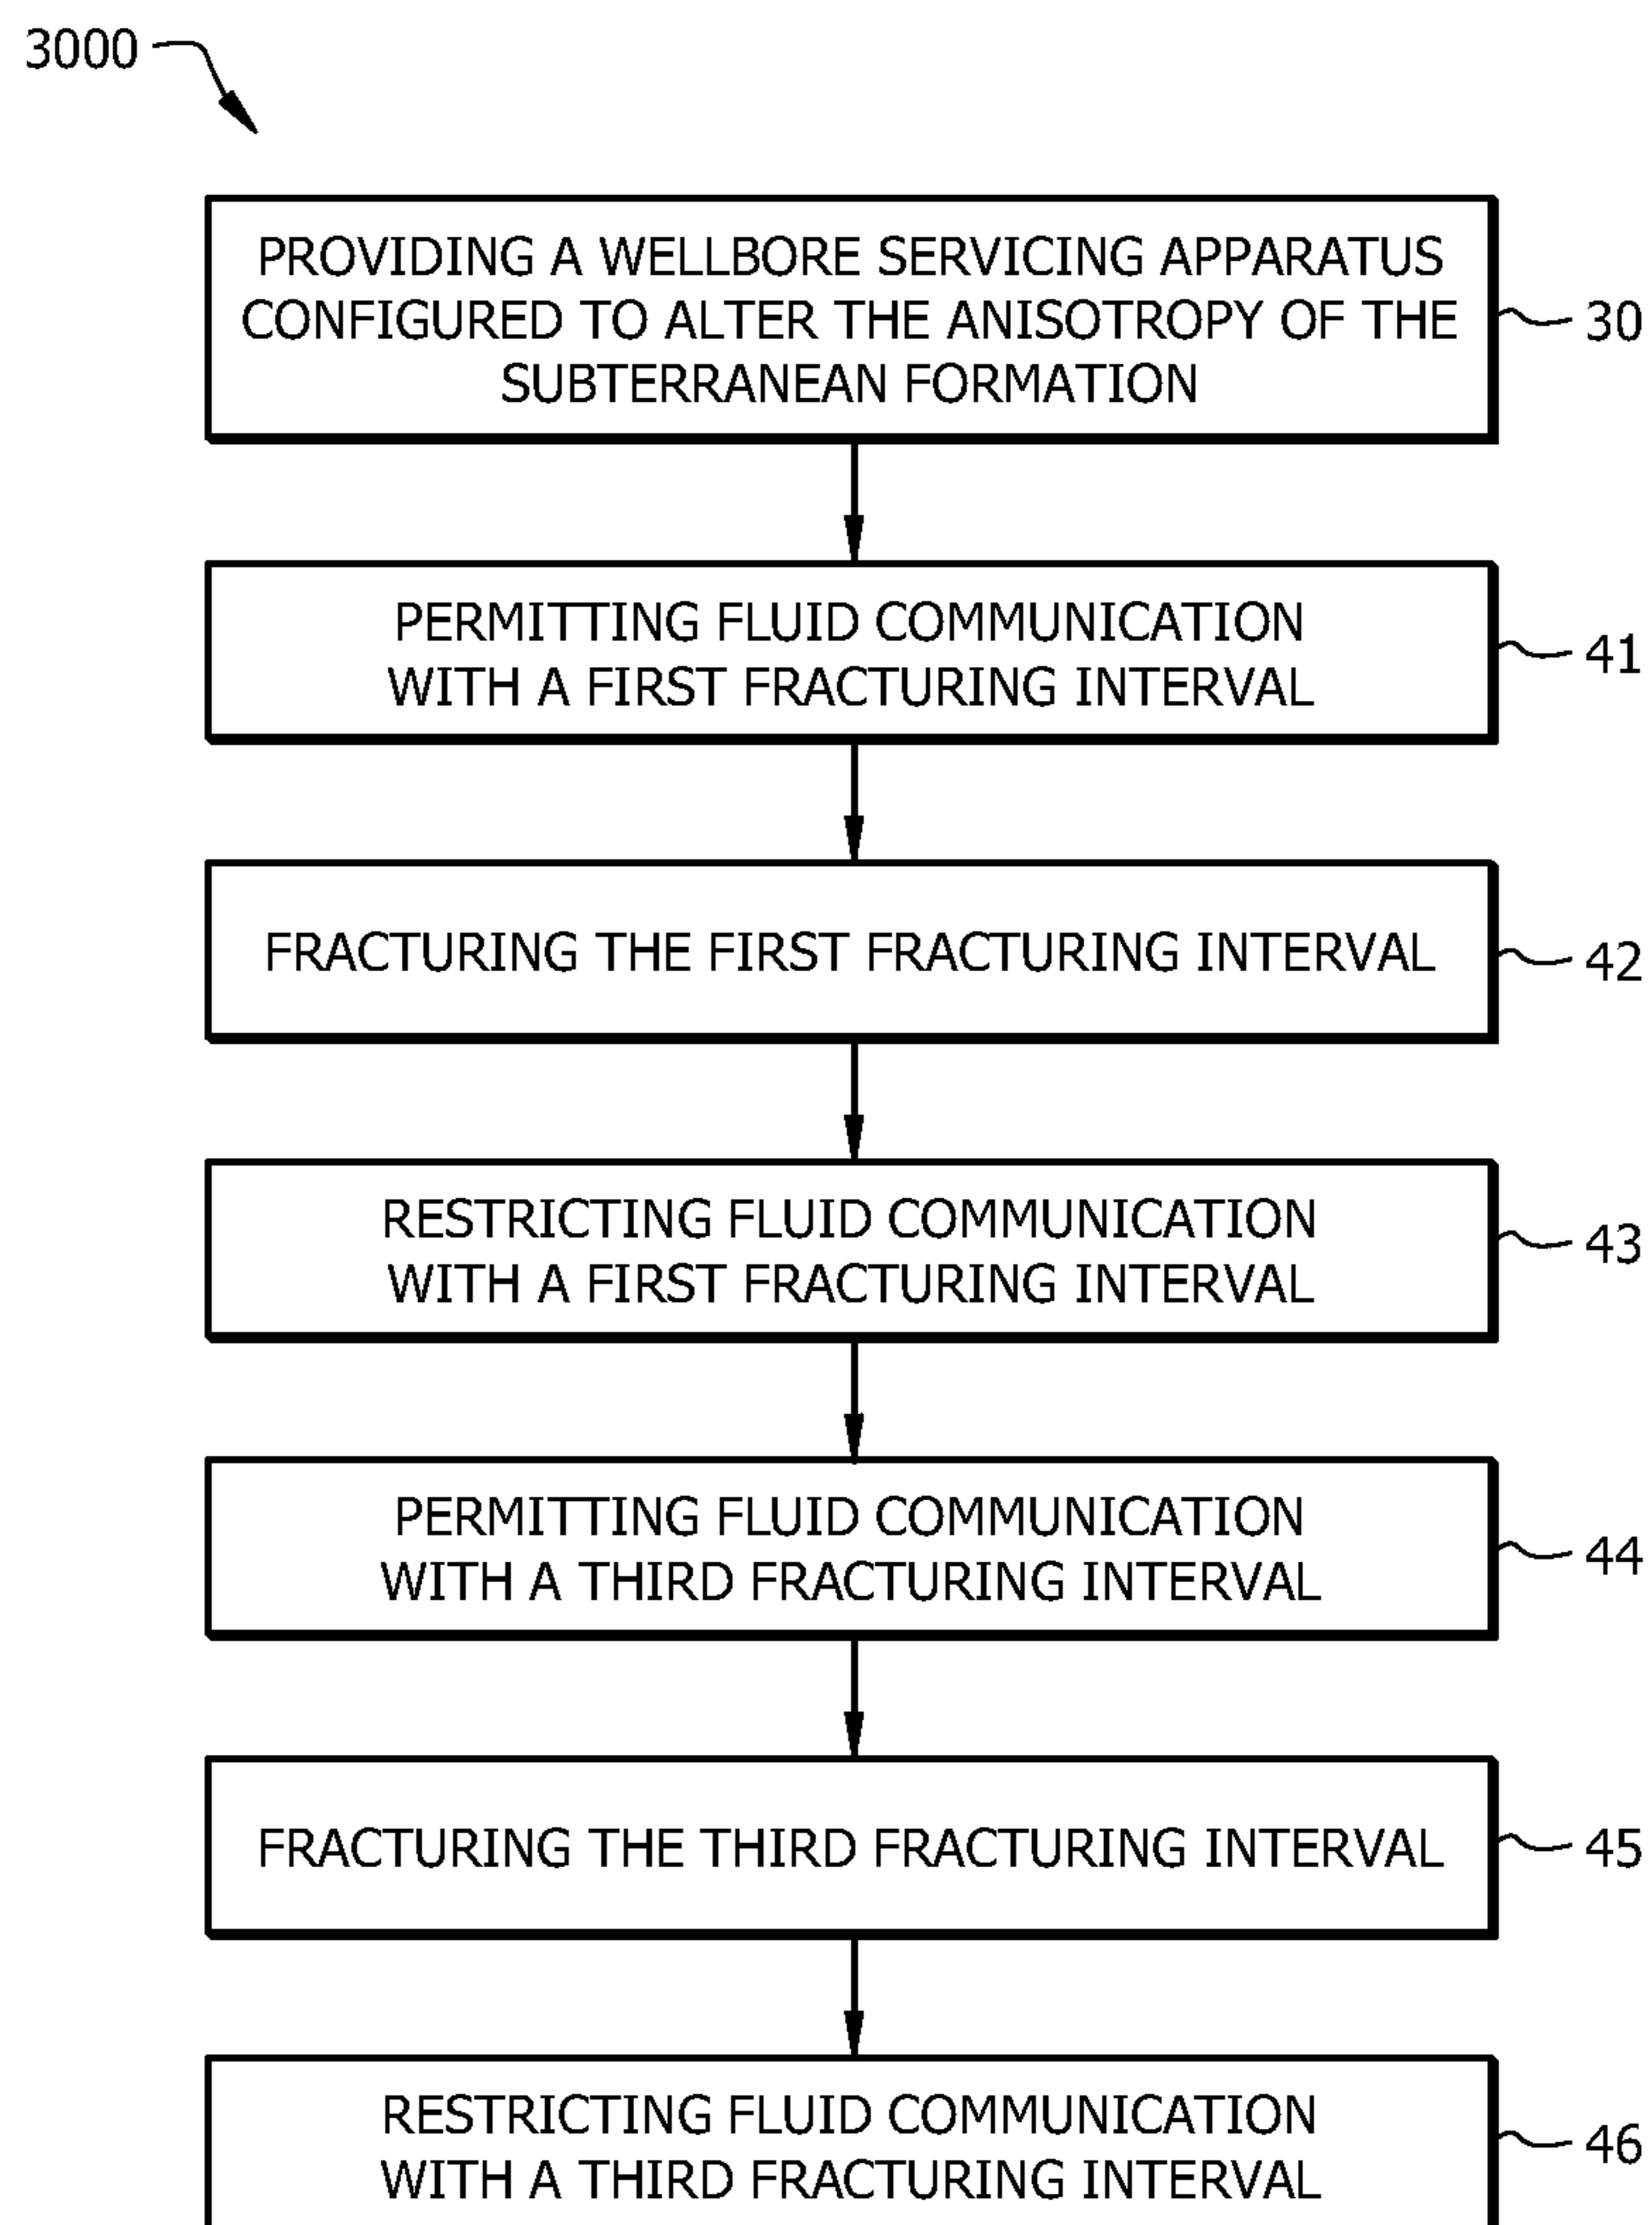 3000
PROVIDING A WELLBORE SERVICING APPARATUS
CONFIGURED TO ALTER THE ANISOTROPY OF THE
SUBTERRANEAN FORMATION
30
PERMITTING FLUID COMMUNICATION
WITH A FIRST FRACTURING INTERVAL
41
FRACTURING THE FIRST FRACTURING INTERVAL
42
RESTRICTING FLUID COMMUNICATION
WITH A FIRST FRACTURING INTERVAL
43
PERMITTING FLUID COMMUNICATION
WITH A THIRD FRACTURING INTERVAL
44
FRACTURING THE THIRD FRACTURING INTERVAL
45
RESTRICTING FLUID COMMUNICATION
WITH A THIRD FRACTURING INTERVAL
46